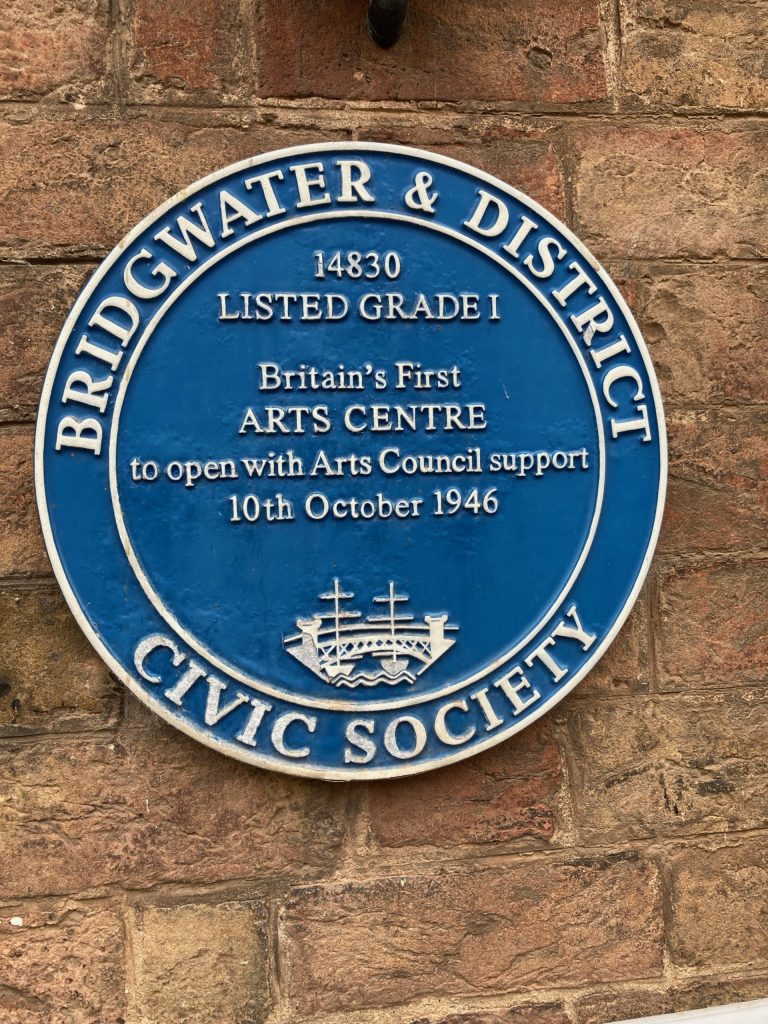 BRIDGWATER & DISTRICT
14830
LISTED GRADE I
Britain's First
ARTS CENTRE
to open with Arts Council support
10th October 1946
CIVIC SOCIETY